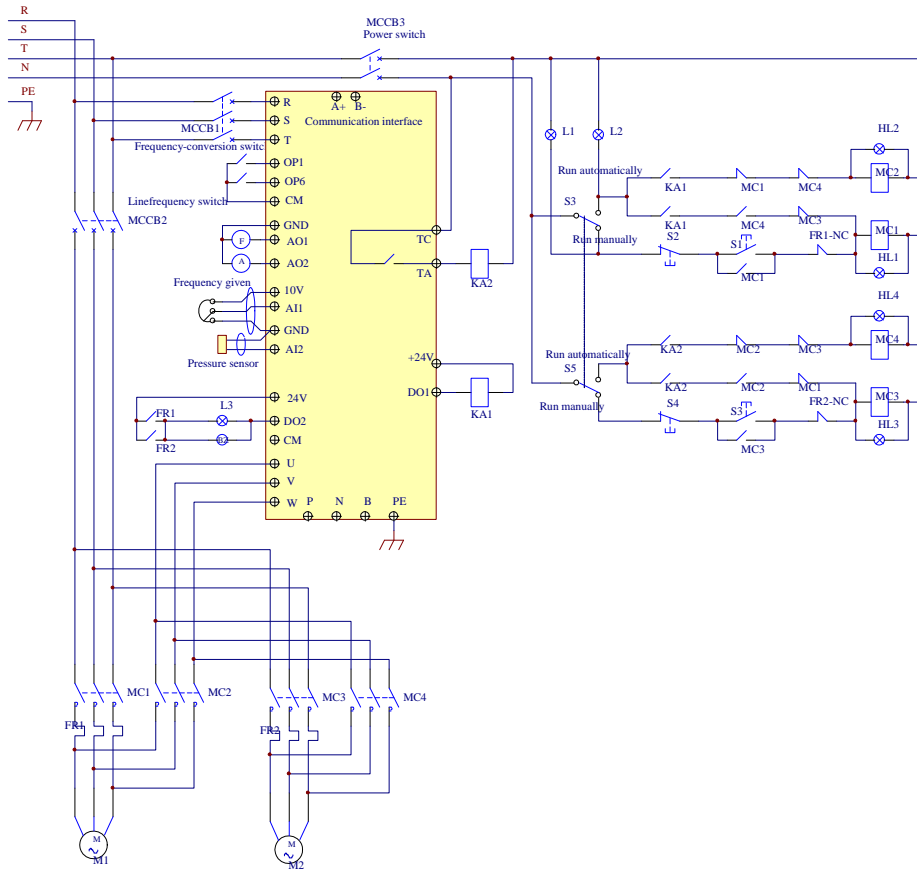 R
S
T
N
PE
MCCB3
Power switch
A+
B-
Communication interface
R
S
T
MCCB1
Frequency-conversion switc
OP1
OP6
CM
Linefrequency switch
MCCB2
GND
F
AO1
A
AO2
Frequency given
10V
AI1
GND
AI2
Pressure sensor
TC
TA
KA2
+24V
DO1
KA1
24V
L3
FR1
DO2
FR2
BZ
CM
U
V
W
P
N
B
PE
L1
L2
HL2
Run automatically
MC2
KA1
MC1
MC4
S3
Run manually
KA1
MC4
MC3
MC1
S2
S1
MC1
FR1-NC
HL1
HL4
MC4
Run automatically
KA2
MC2
MC3
S5
Run manually
KA2
MC2
MC1
MC3
S4
S3
MC3
FR2-NC
HL3
MC1
MC2
MC3
MC4
FR1
FR2
M
M1
M
M2